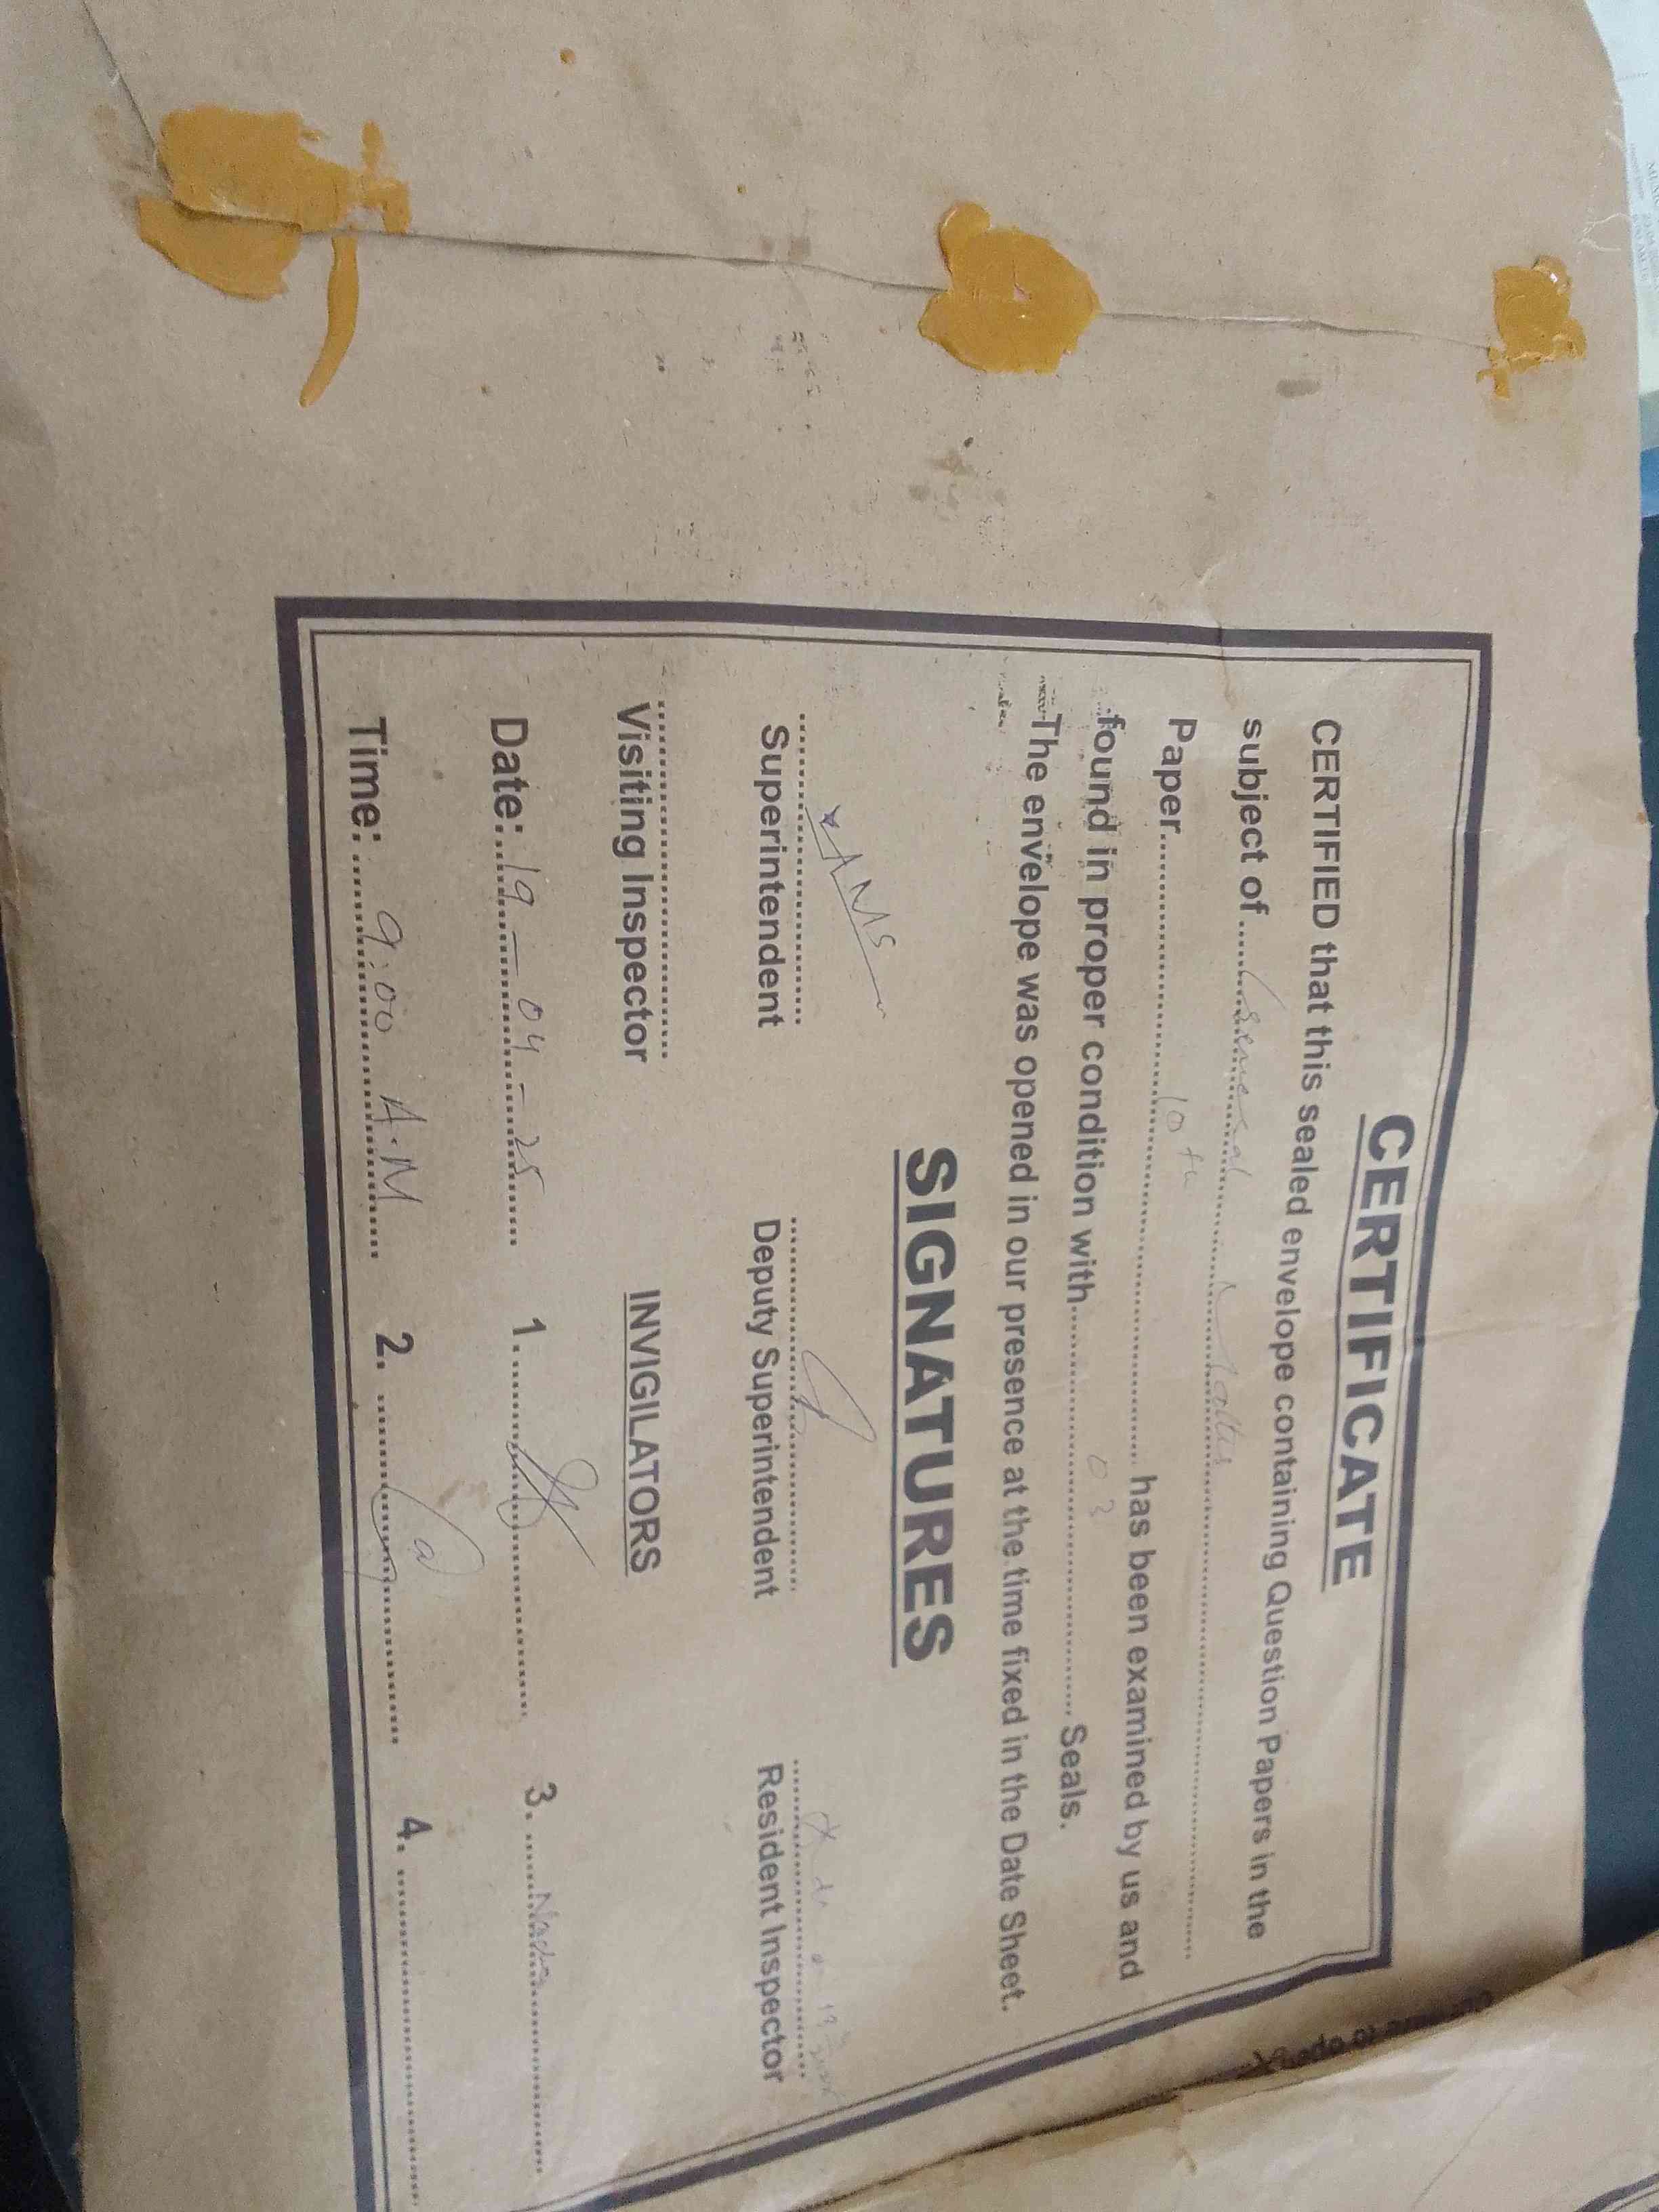 CERTIFICATE
CERTIFIED that this sealed envelope containing Question Papers in the
subject of.....General Maths.....
Paper..........10th.......... has been examined by us and
found in proper condition with..........03.......... Seals.
The envelope was opened in our presence at the time fixed in the Date Sheet.
SIGNATURES
Superintendent Deputy Superintendent Resident Inspector
Visiting Inspector INVIGILATORS
Date: 19-04-25 1. 3.
Time: 9:00 A.M 2. 4.